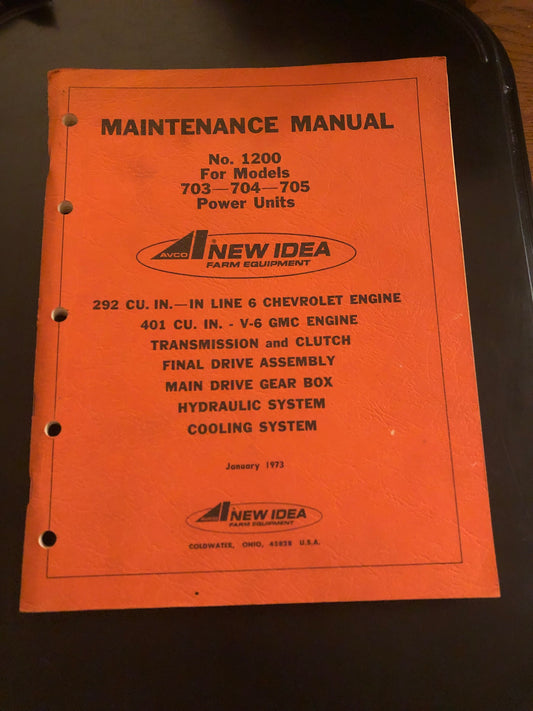 MAINTENANCE MANUAL
No. 1200
For Models
703—704—705
Power Units
AVCO NEW IDEA
FARM EQUIPMENT
292 CU. IN.—IN LINE 6 CHEVROLET ENGINE
401 CU. IN. - V-6 GMC ENGINE
TRANSMISSION and CLUTCH
FINAL DRIVE ASSEMBLY
MAIN DRIVE GEAR BOX
HYDRAULIC SYSTEM
COOLING SYSTEM
January 1973
AVCO NEW IDEA
FARM EQUIPMENT
COLDWATER, OHIO, 45828 U.S.A.